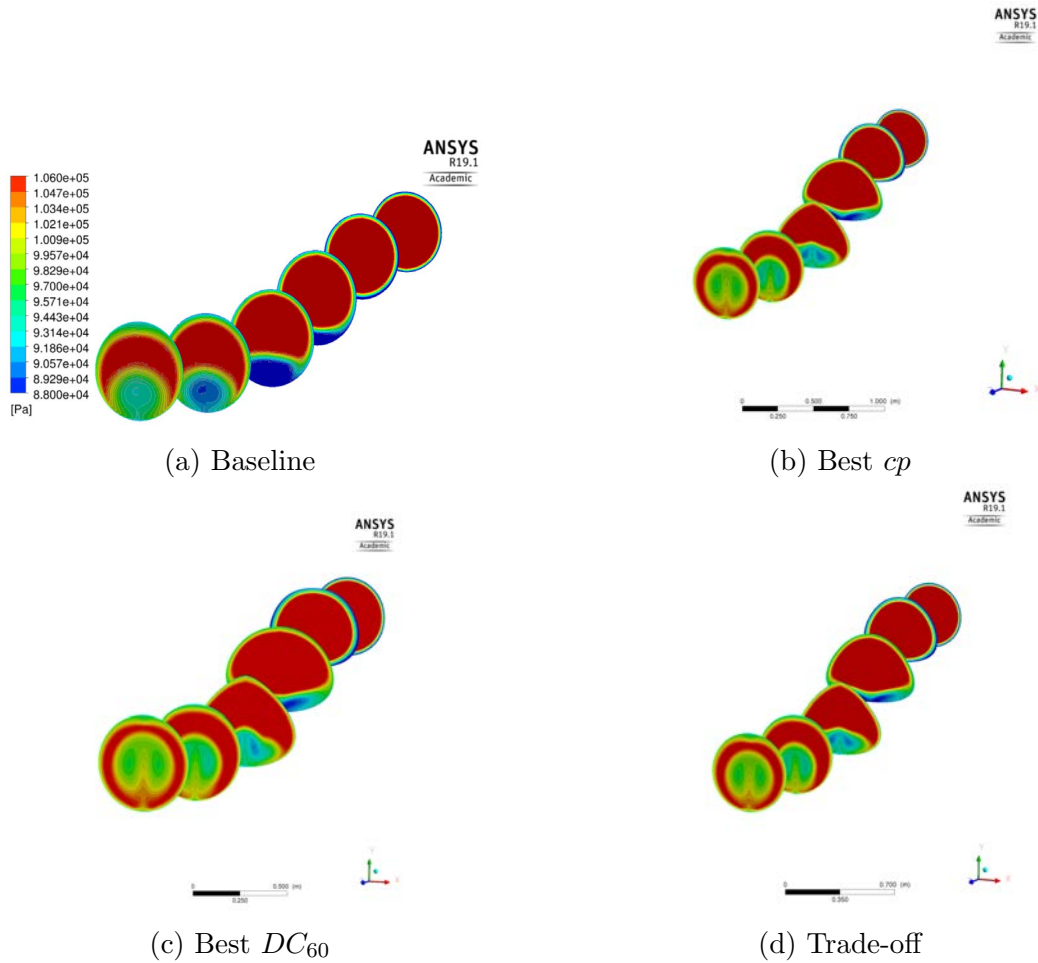 ANSYS
R19.1
Academic
1.060e+05
1.047e+05
1.034e+05
1.021e+05
1.009e+05
9.957e+04
9.829e+04
9.700e+04
9.571e+04
9.443e+04
9.314e+04
9.186e+04
9.057e+04
8.929e+04
8.800e+04
[Pa]
(a) Baseline
ANSYS
R19.1
Academic
Y
0 0.500 1.000 (m)
0.250 0.750
(b) Best cp
ANSYS
R19.1
Academic
0 0.500 (m)
0.250
(c) Best DC60
ANSYS
R19.1
Academic
0 0.700 (m)
0.350
(d) Trade-off